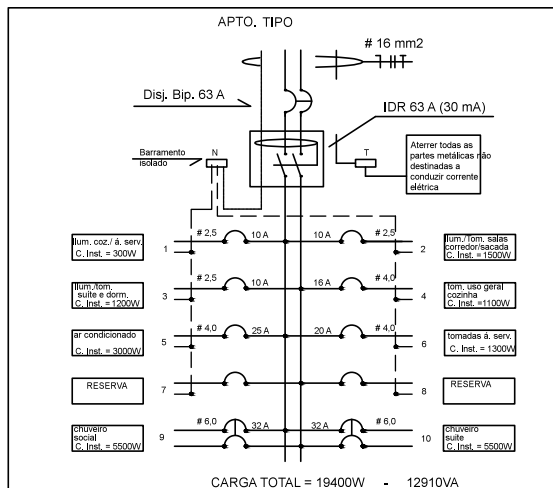 APTO. TIPO
# 16 mm2
Disj. Bip. 63 A
IDR 63 A (30 mA)
Barramento
isolado
N
T
Aterrer todas as
partes metálicas não
destinadas a
conduzir corrente
elétrica
Ilum. coz./ á. serv.
C. Inst. = 300W
1
# 2,5
10 A
10 A
# 2,5
2
Ilum./Tom. salas
corredor/sacada
C. Inst. = 1500W
Ilum./tom.
suite e dorm.
C. Inst. = 1200W
3
# 2,5
10 A
16 A
# 4,0
4
tom. uso geral
cozinha
C. Inst. =1100W
ar condicionado
C. Inst. = 3000W
5
# 4,0
25 A
20 A
# 4,0
6
tomadas á. serv.
C. Inst. = 1300W
RESERVA
7
8
RESERVA
chuveiro
social
C. Inst. = 5500W
9
# 6,0
32 A
32 A
# 6,0
10
chuveiro
suite
C. Inst. = 5500W
CARGA TOTAL = 19400W - 12910VA